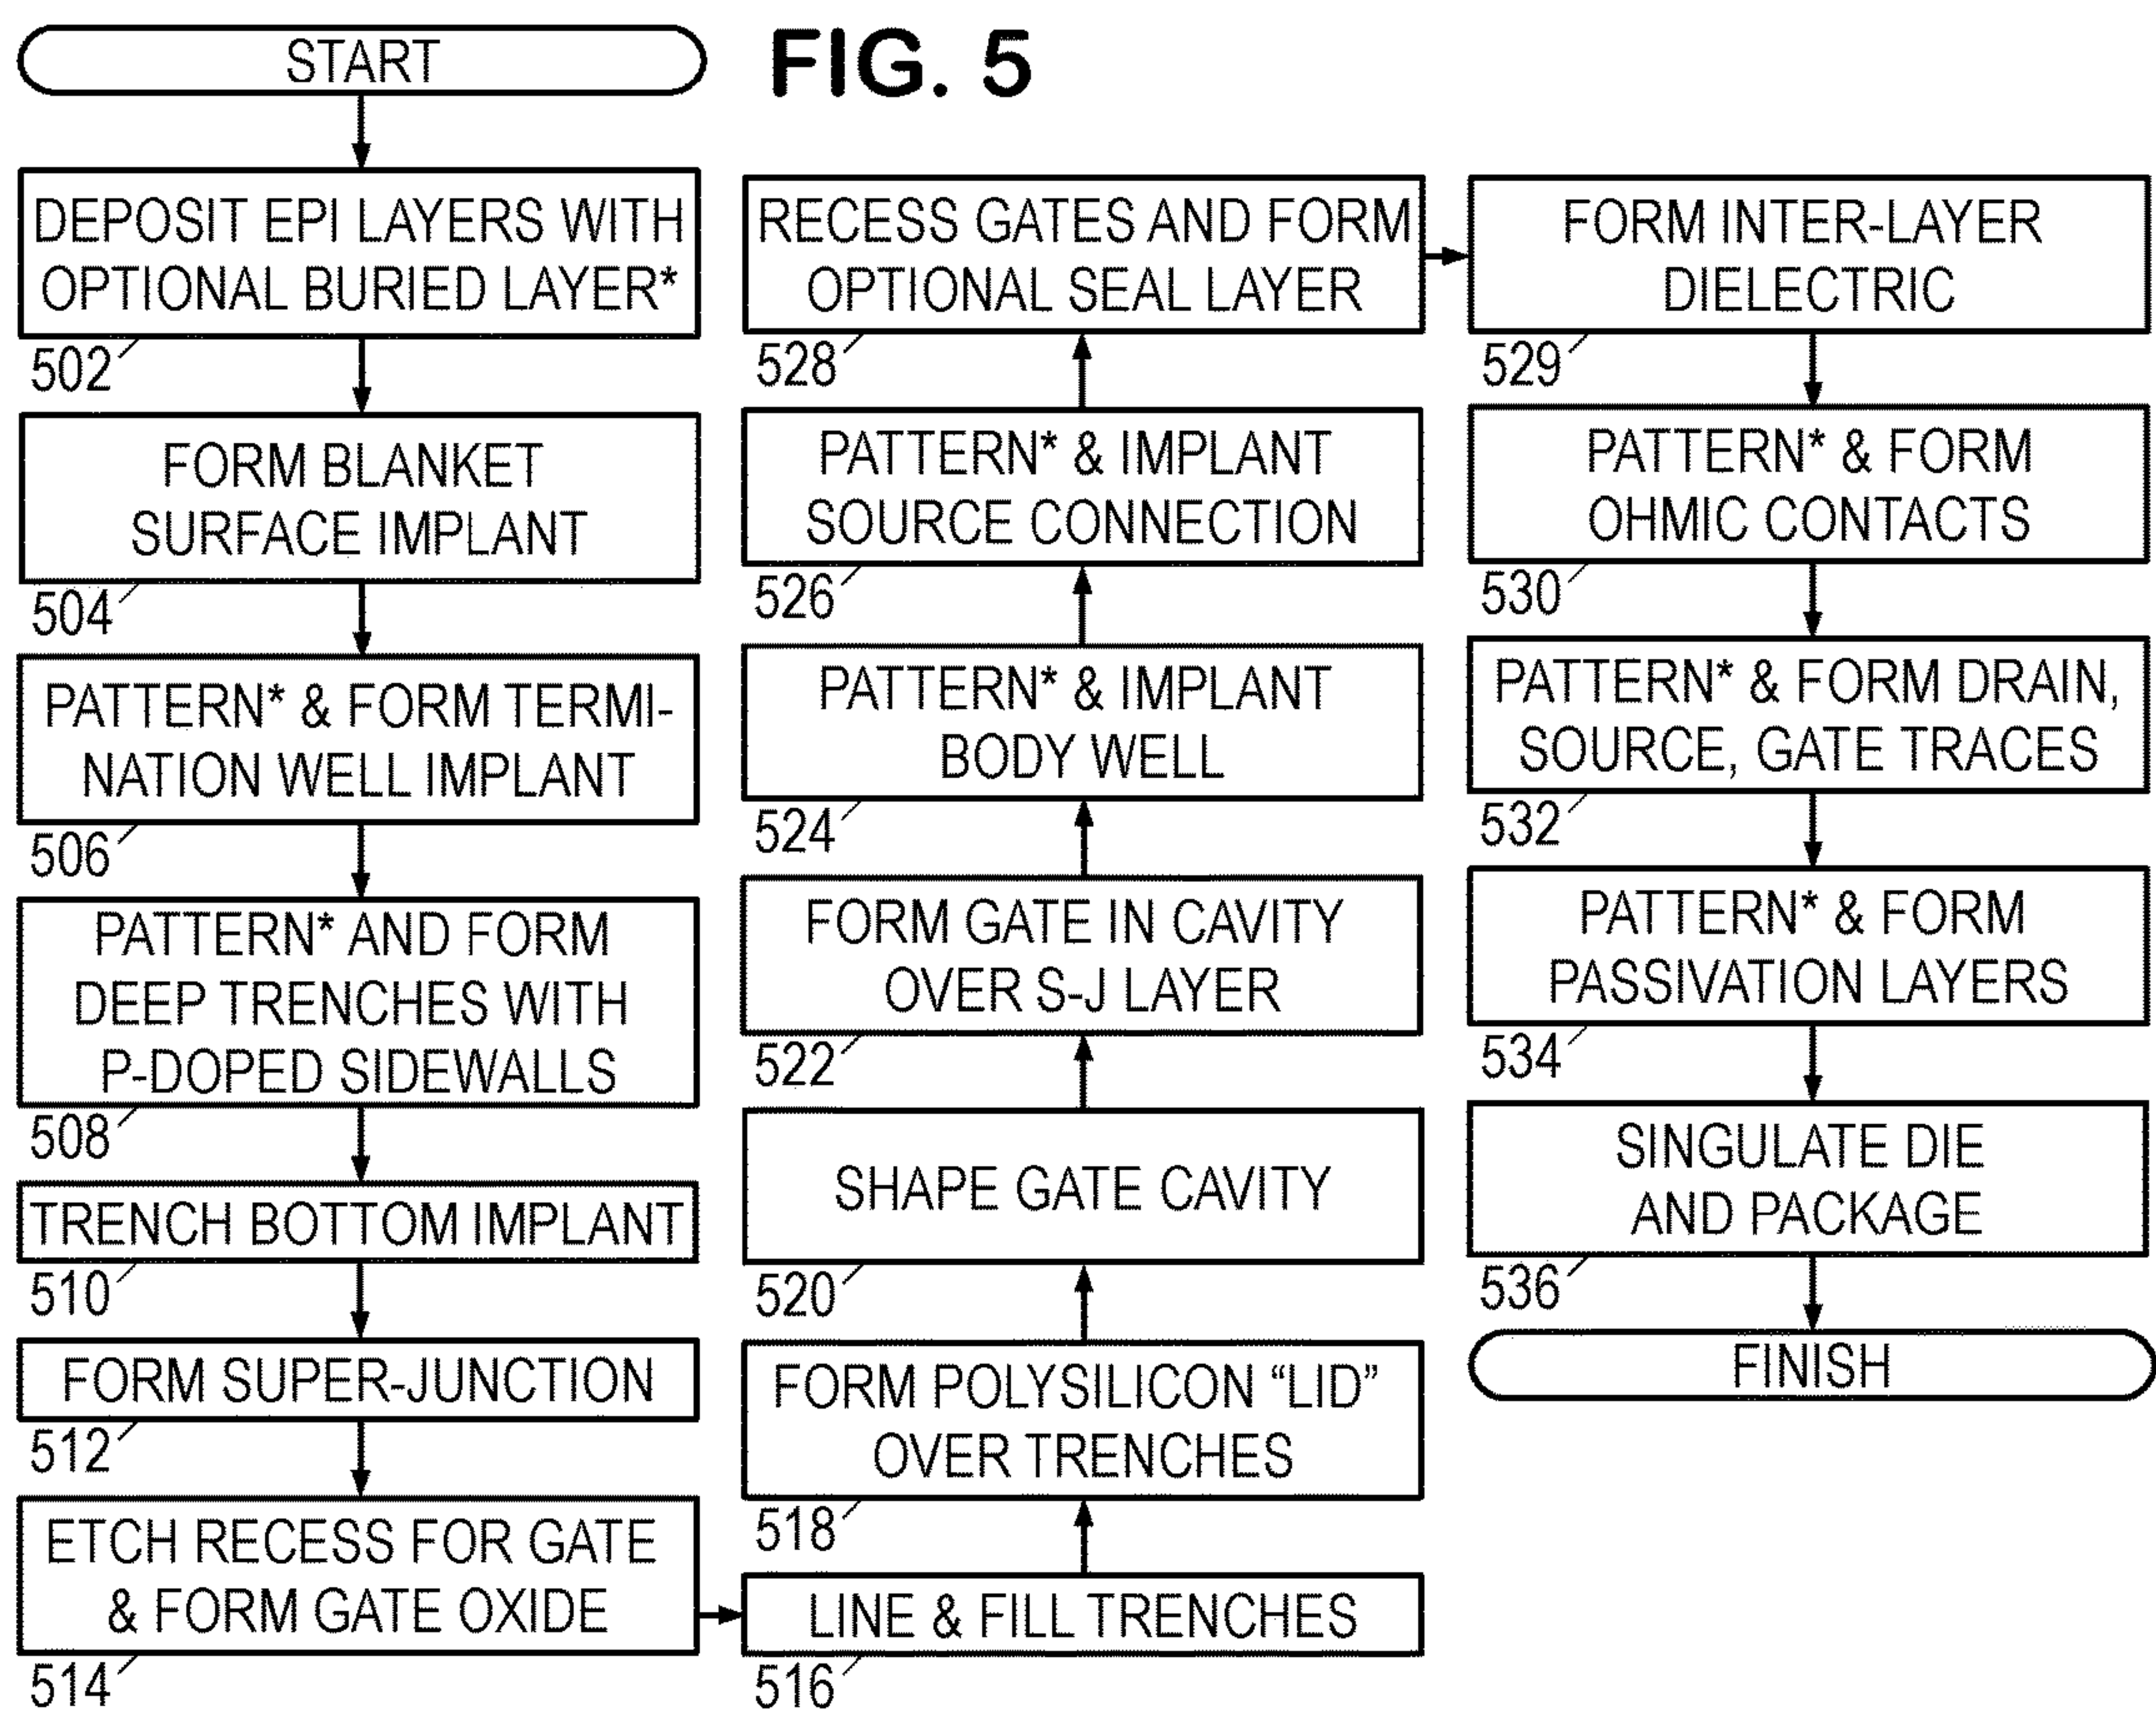 FIG. 5
START
DEPOSIT EPI LAYERS WITH
OPTIONAL BURIED LAYER*
502
FORM BLANKET
SURFACE IMPLANT
504
PATTERN* & FORM TERMI-
NATION WELL IMPLANT
506
PATTERN* AND FORM
DEEP TRENCHES WITH
P-DOPED SIDEWALLS
508
TRENCH BOTTOM IMPLANT
510
FORM SUPER-JUNCTION
512
ETCH RECESS FOR GATE
& FORM GATE OXIDE
514
LINE & FILL TRENCHES
516
FORM POLYSILICON “LID”
OVER TRENCHES
518
SHAPE GATE CAVITY
520
FORM GATE IN CAVITY
OVER S-J LAYER
522
PATTERN* & IMPLANT
BODY WELL
524
PATTERN* & IMPLANT
SOURCE CONNECTION
526
RECESS GATES AND FORM
OPTIONAL SEAL LAYER
528
FORM INTER-LAYER
DIELECTRIC
529
PATTERN* & FORM
OHMIC CONTACTS
530
PATTERN* & FORM DRAIN,
SOURCE, GATE TRACES
532
PATTERN* & FORM
PASSIVATION LAYERS
534
SINGULATE DIE
AND PACKAGE
536
FINISH